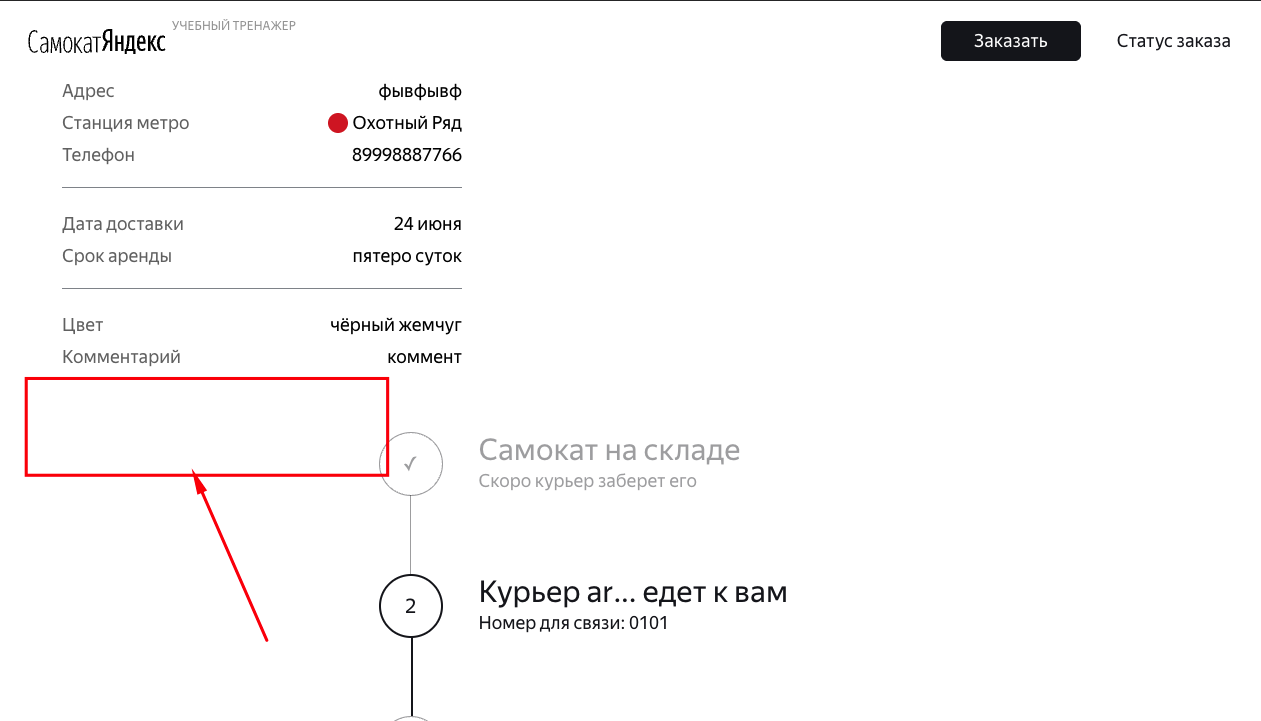 УЧЕБНЫЙ ТРЕНАЖЕР
СамокатЯндекс
Заказать
Статус заказа
Адрес фывфывф
Станция метро Охотный Ряд
Телефон 89998887766
Дата доставки 24 июня
Срок аренды пятеро суток
Цвет чёрный жемчуг
Комментарий коммент
Самокат на складе
Скоро курьер заберет его
2
Курьер ar... едет к вам
Номер для связи: 0101